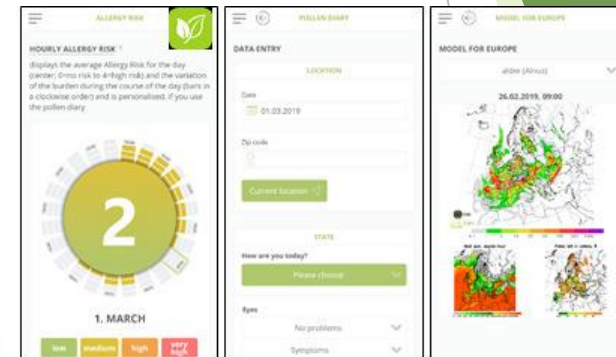 ALLERGY RISK
HOURLY ALLERGY RISK
displays the average Allergy Risk for the day
(center; 0=no risk to 4=high risk) and the variation
of the burden during the course of the day (bars in
a clockwise order) and is personalised, if you use
the pollen diary
2
1. MARCH
low
medium
high
very
high
POLLEN DIARY
DATA ENTRY
LOCATION
Date
01.03.2019
Zip code
Current location
STATE
How are you today?
Please choose
Eyes
No problems
Symptoms
MODEL FOR EUROPE
MODEL FOR EUROPE
alder (Alnus)
26.02.2019, 09:00